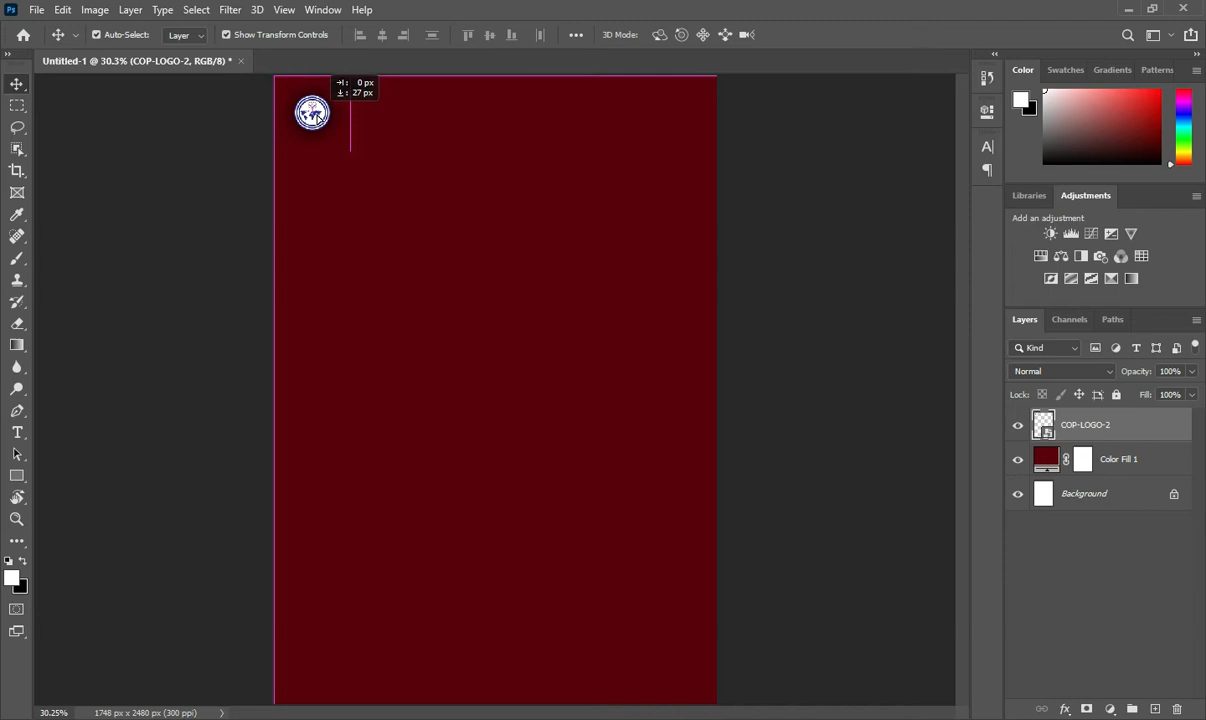 Ps File Edit Image Layer Type Select Filter 3D View Window Help
Auto-Select: Layer Show Transform Controls 3D Mode:
Untitled-1 @ 30.3% (COP-LOGO-2, RGB/8) *
0 px
27 px
Color Swatches Gradients Patterns
Libraries Adjustments
Add an adjustment
Layers Channels Paths
Kind
Normal Opacity: 100%
Lock: Fill: 100%
COP-LOGO-2
Color Fill 1
Background
30.25% 1748 px x 2480 px (300 ppi)